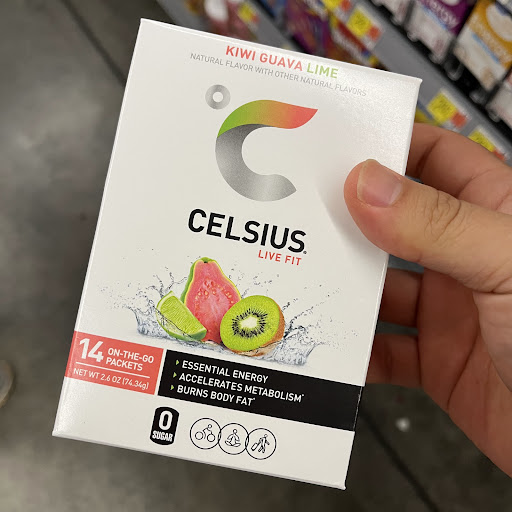 KIWI GUAVA LIME
NATURAL FLAVOR WITH OTHER NATURAL FLAVORS
CELSIUS®
LIVE FIT
14 ON-THE-GO
PACKETS
NET WT 2.6 OZ (74.34g)
ESSENTIAL ENERGY
ACCELERATES METABOLISM*
BURNS BODY FAT*
0
SUGAR